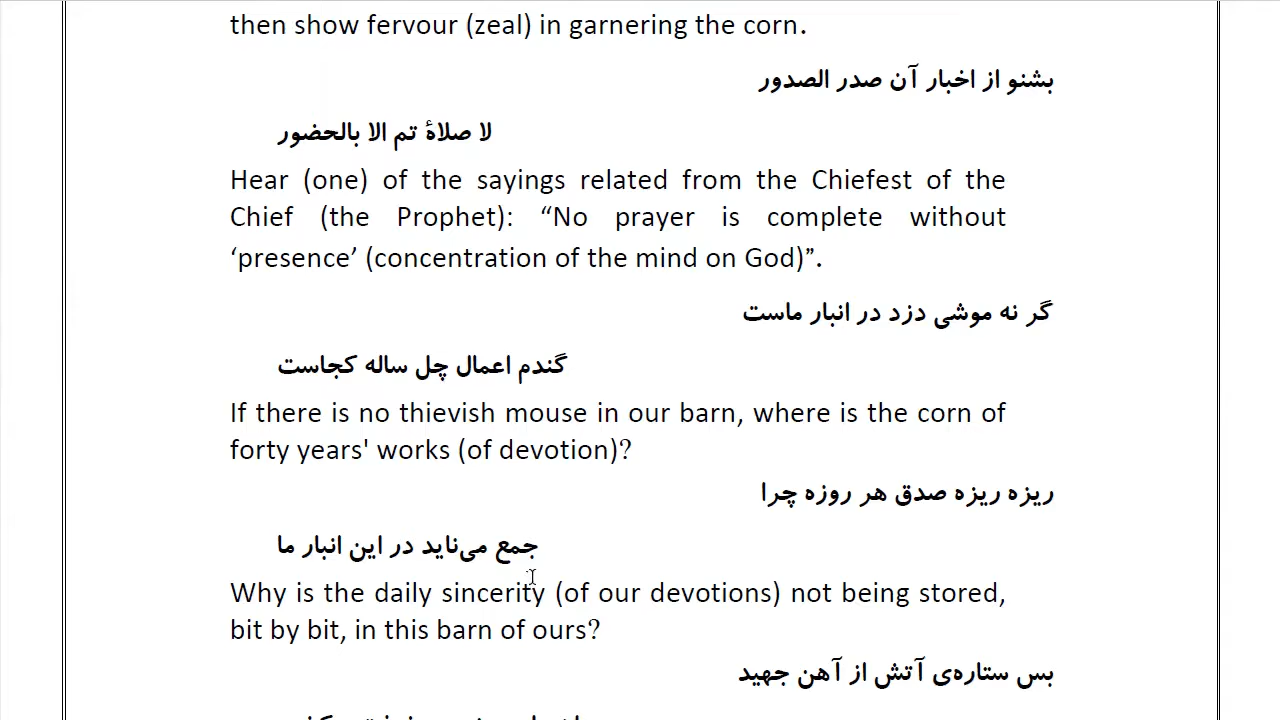 then show fervour (zeal) in garnering the corn.
بشنو از اخبار آن صدر الصدور
لا صلاة تم الا بالحضور
Hear (one) of the sayings related from the Chiefest of the
Chief (the Prophet): “No prayer is complete without
‘presence’ (concentration of the mind on God)”.
گر نه موشی دزد در انبار ماست
گندم اعمال چل ساله کجاست
If there is no thievish mouse in our barn, where is the corn of
forty years' works (of devotion)?
ریزه ریزه صدق هر روزه چرا
جمع می‌ناید در این انبار ما
Why is the daily sincerity (of our devotions) not being stored,
bit by bit, in this barn of ours?
بس ستاره‌ی آتش از آهن جهید